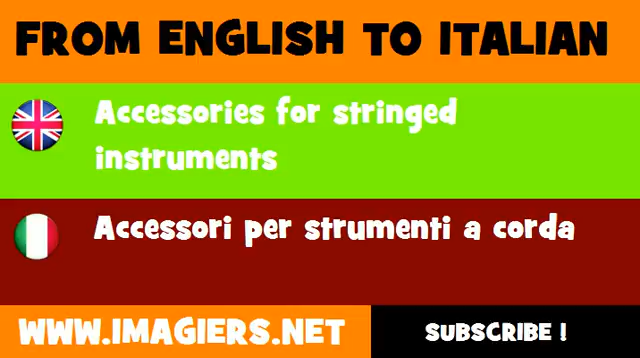 FROM ENGLISH TO ITALIAN
Accessories for stringed
instruments
Accessori per strumenti a corda
WWW.IMAGIERS.NET
SUBSCRIBE !